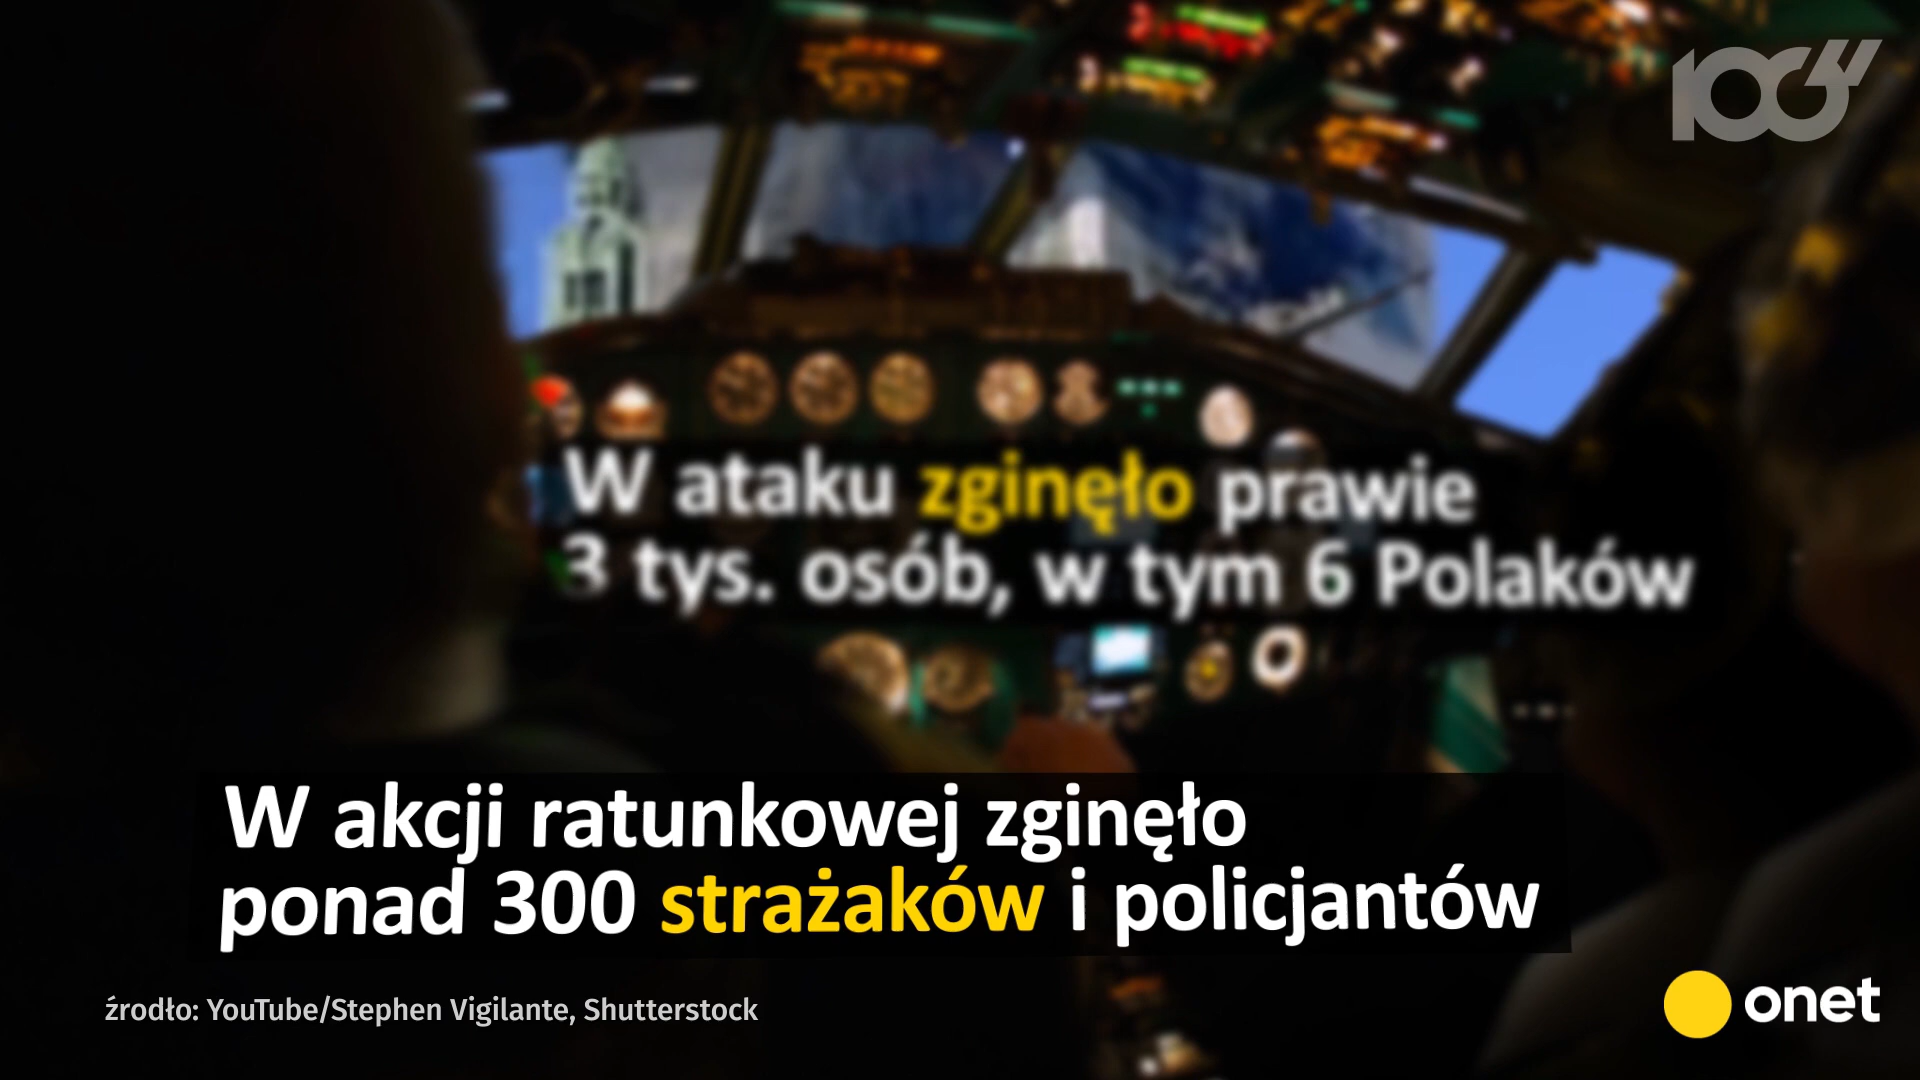 100"
W ataku zginęło prawie
3 tys. osób, w tym 6 Polaków
W akcji ratunkowej zginęło
ponad 300 strażaków i policjantów
źrodło: YouTube/Stephen Vigilante, Shutterstock
onet